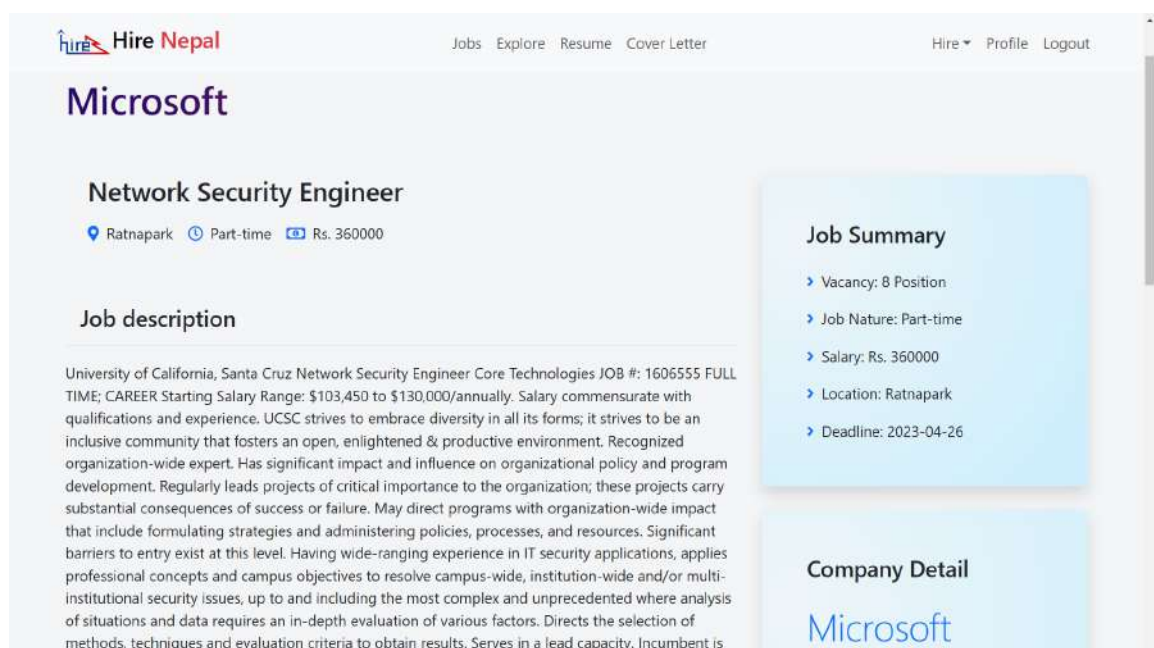 hire Hire Nepal
Jobs Explore Resume Cover Letter
Hire Profile Logout
Microsoft
Network Security Engineer
Ratnapark Part-time Rs. 360000
Job description
University of California, Santa Cruz Network Security Engineer Core Technologies JOB #: 1606555 FULL
TIME; CAREER Starting Salary Range: $103,450 to $130,000/annually. Salary commensurate with
qualifications and experience. UCSC strives to embrace diversity in all its forms; it strives to be an
inclusive community that fosters an open, enlightened & productive environment. Recognized
organization-wide expert. Has significant impact and influence on organizational policy and program
development. Regularly leads projects of critical importance to the organization; these projects carry
substantial consequences of success or failure. May direct programs with organization-wide impact
that include formulating strategies and administering policies, processes, and resources. Significant
barriers to entry exist at this level. Having wide-ranging experience in IT security applications, applies
professional concepts and campus objectives to resolve campus-wide, institution-wide and/or multi-
institutional security issues, up to and including the most complex and unprecedented where analysis
of situations and data requires an in-depth evaluation of various factors. Directs the selection of
methods, techniques and evaluation criteria to obtain results. Serves in a lead capacity. Incumbent is
Job Summary
Vacancy: 8 Position
Job Nature: Part-time
Salary: Rs. 360000
Location: Ratnapark
Deadline: 2023-04-26
Company Detail
Microsoft